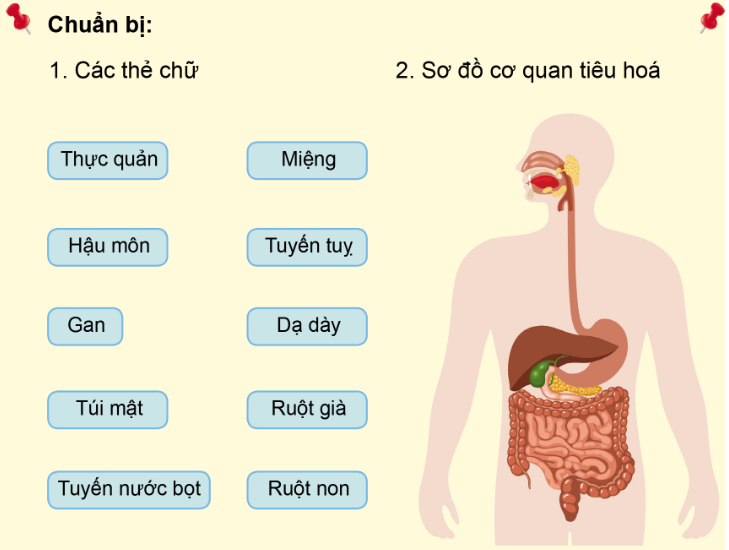 Chuẩn bị:
1. Các thẻ chữ
2. Sơ đồ cơ quan tiêu hoá
Thực quản
Miệng
Hậu môn
Tuyến tuỵ
Gan
Dạ dày
Túi mật
Ruột già
Tuyến nước bọt
Ruột non